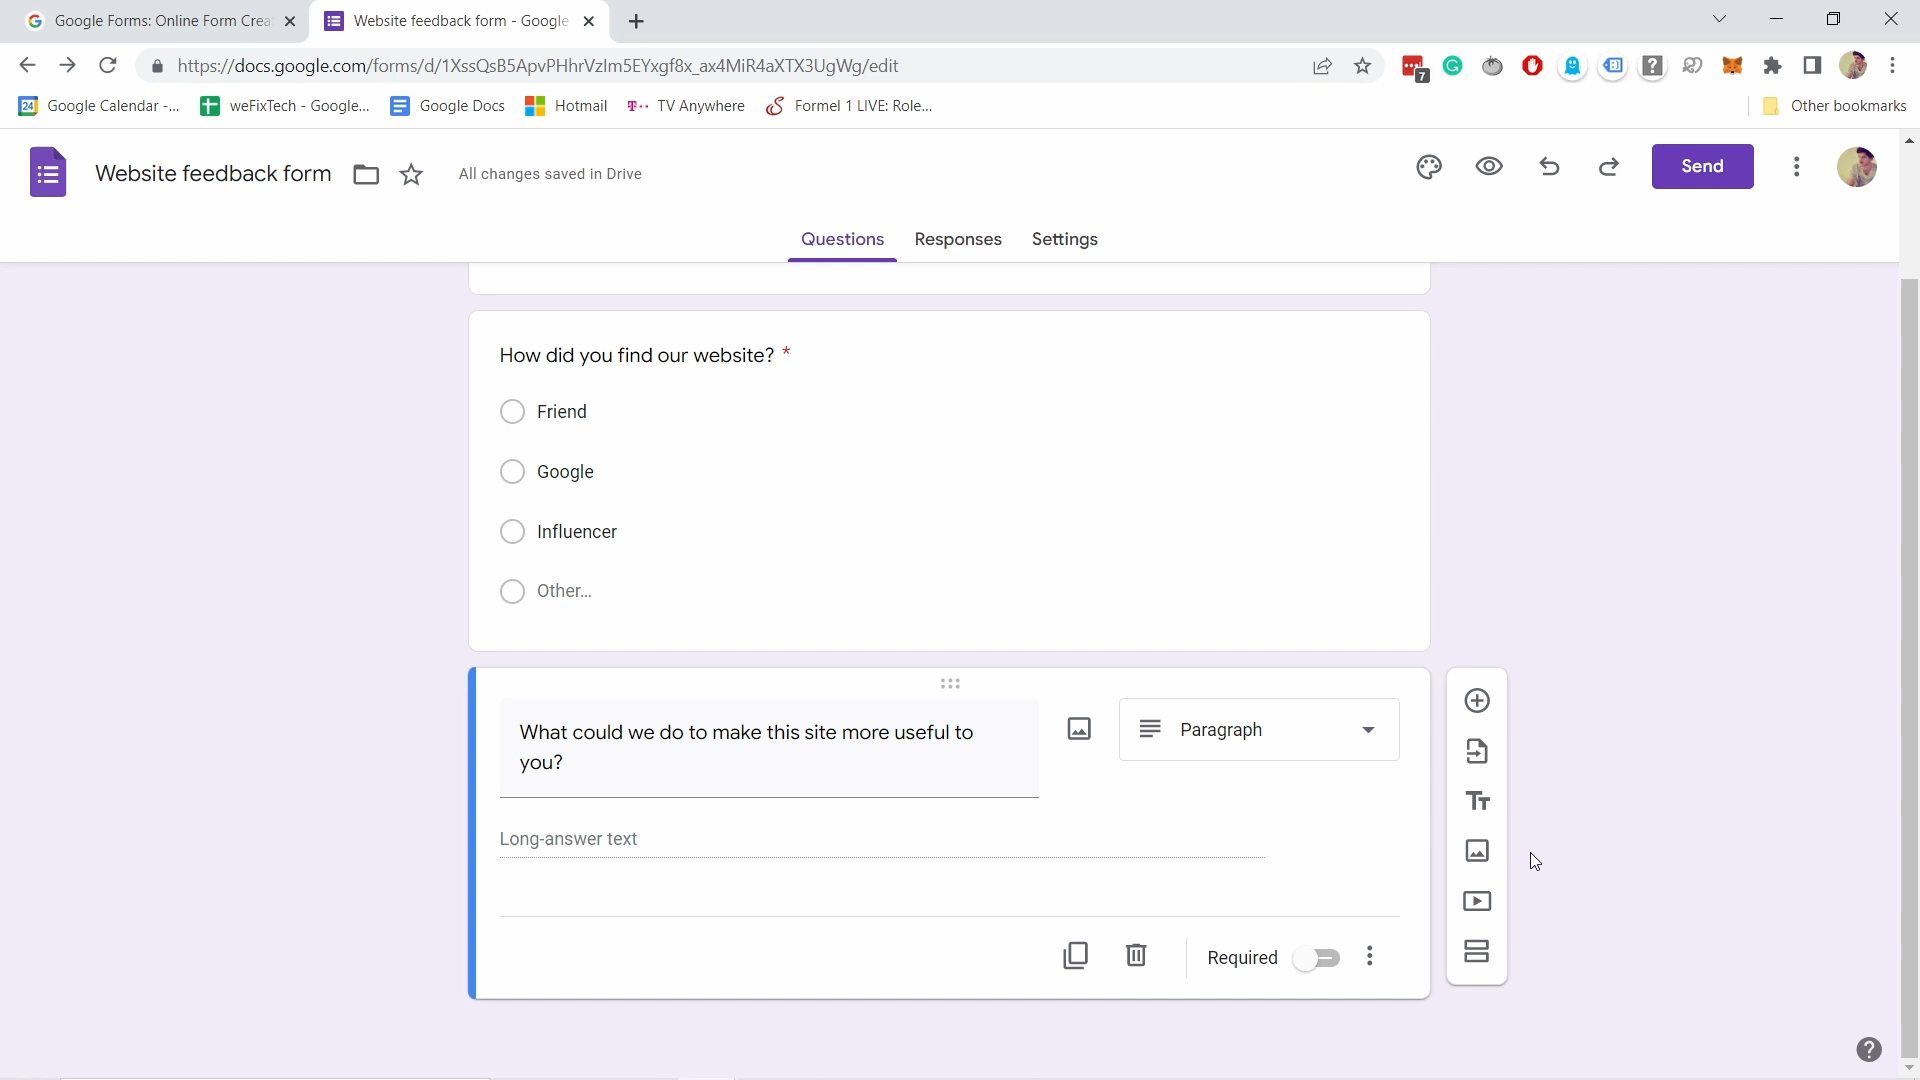 Google Forms: Online Form Crea
Website feedback form - Google
https://docs.google.com/forms/d/1XssQsB5ApvPHhrVzlm5EYxgf8x_ax4MiR4aXTX3UgWg/edit
7
24 Google Calendar -...
weFixTech - Google...
Google Docs
Hotmail
TV Anywhere
Formel 1 LIVE: Role...
Other bookmarks
Website feedback form
All changes saved in Drive
Send
Questions
Responses
Settings
How did you find our website? *
Friend
Google
Influencer
Other...
What could we do to make this site more useful to
you?
Paragraph
Long-answer text
Required